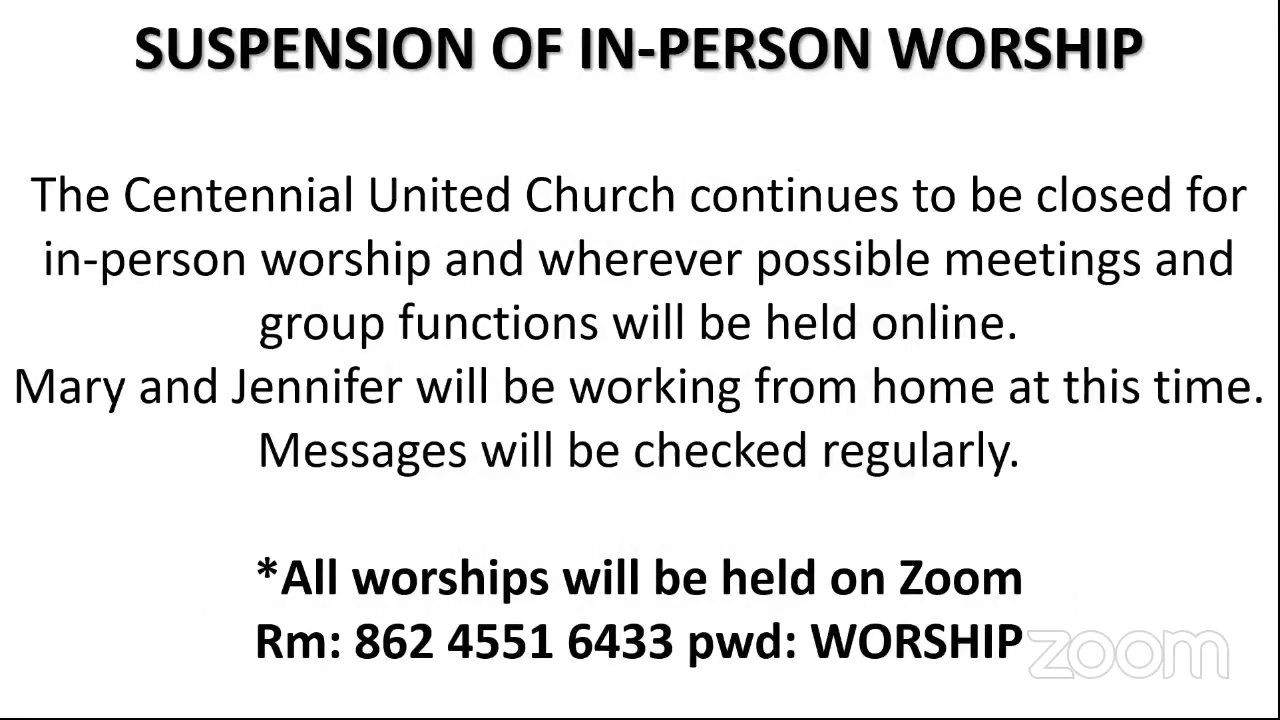 SUSPENSION OF IN-PERSON WORSHIP
The Centennial United Church continues to be closed for
in-person worship and wherever possible meetings and
group functions will be held online.
Mary and Jennifer will be working from home at this time.
Messages will be checked regularly.
*All worships will be held on Zoom
Rm: 862 4551 6433 pwd: WORSHIP
zoom